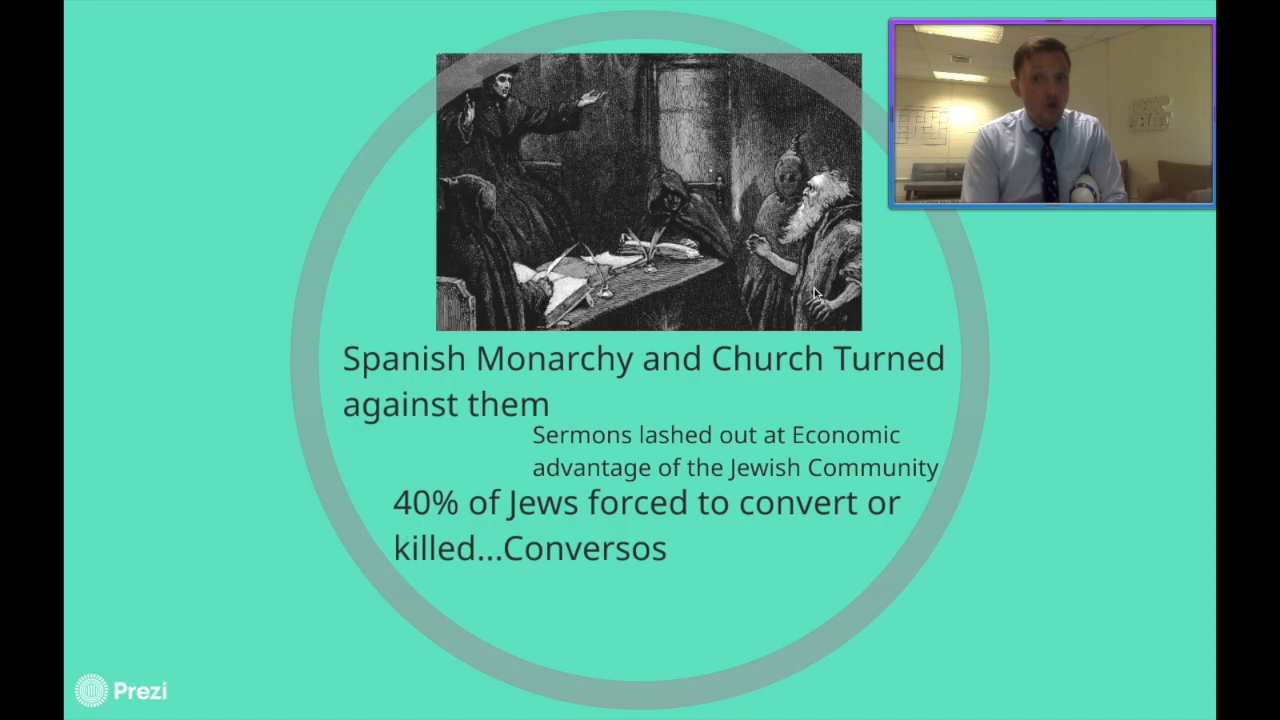 Spanish Monarchy and Church Turned
against them
Sermons lashed out at Economic
advantage of the Jewish Community
40% of Jews forced to convert or
killed...Conversos
Prezi